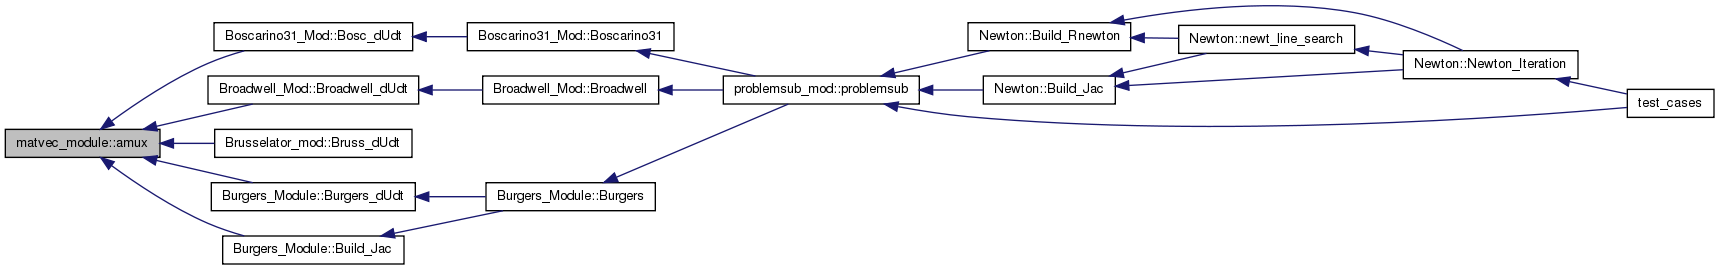 matvec_module::amux
Boscarino31_Mod::Bosc_dUdt
Broadwell_Mod::Broadwell_dUdt
Brusselator_mod::Bruss_dUdt
Burgers_Module::Burgers_dUdt
Burgers_Module::Build_Jac
Boscarino31_Mod::Boscarino31
Broadwell_Mod::Broadwell
Burgers_Module::Burgers
problemsub_mod::problemsub
Newton::Build_Rnewton
Newton::Build_Jac
Newton::newt_line_search
Newton::Newton_Iteration
test_cases